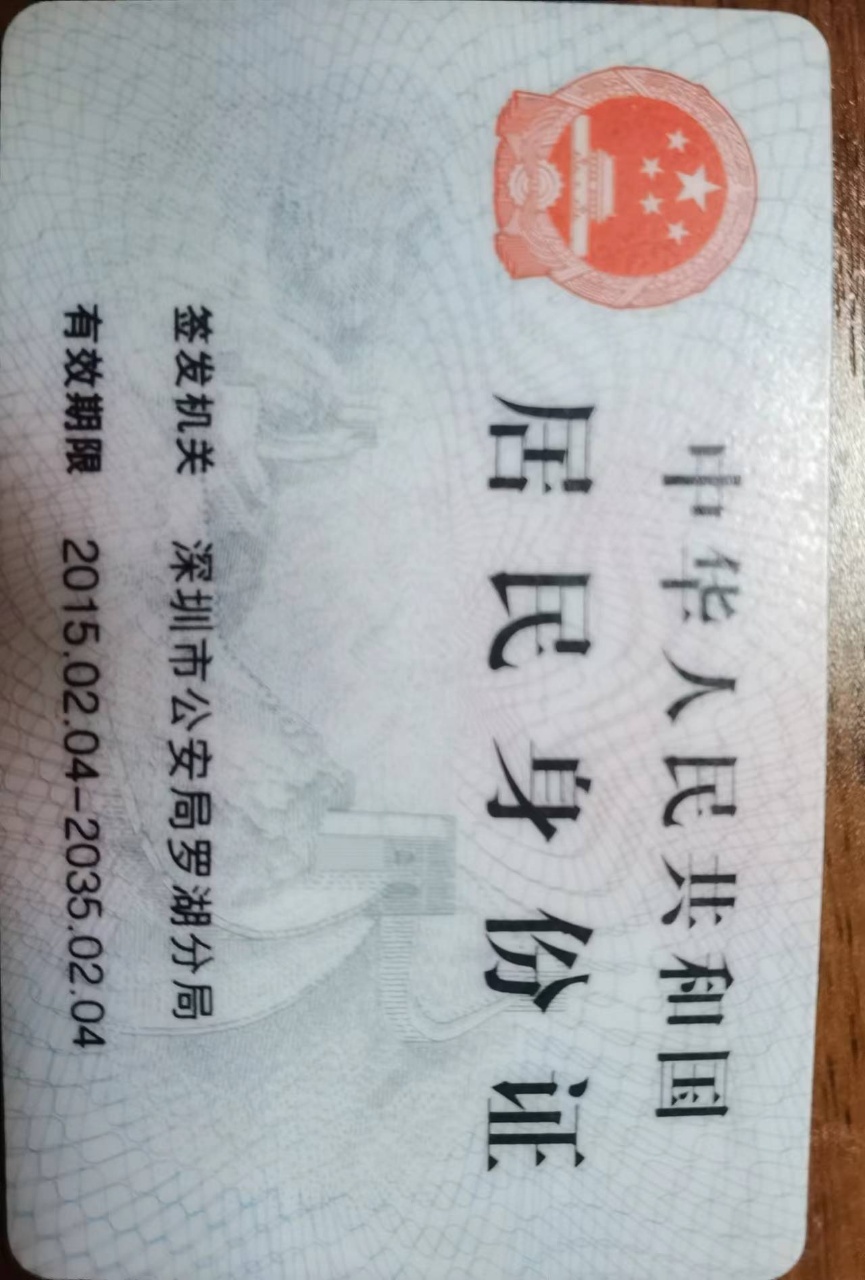 中华人民共和国
居民身份证
签发机关 深圳市公安局罗湖分局
有效期限 2015.02.04-2035.02.04